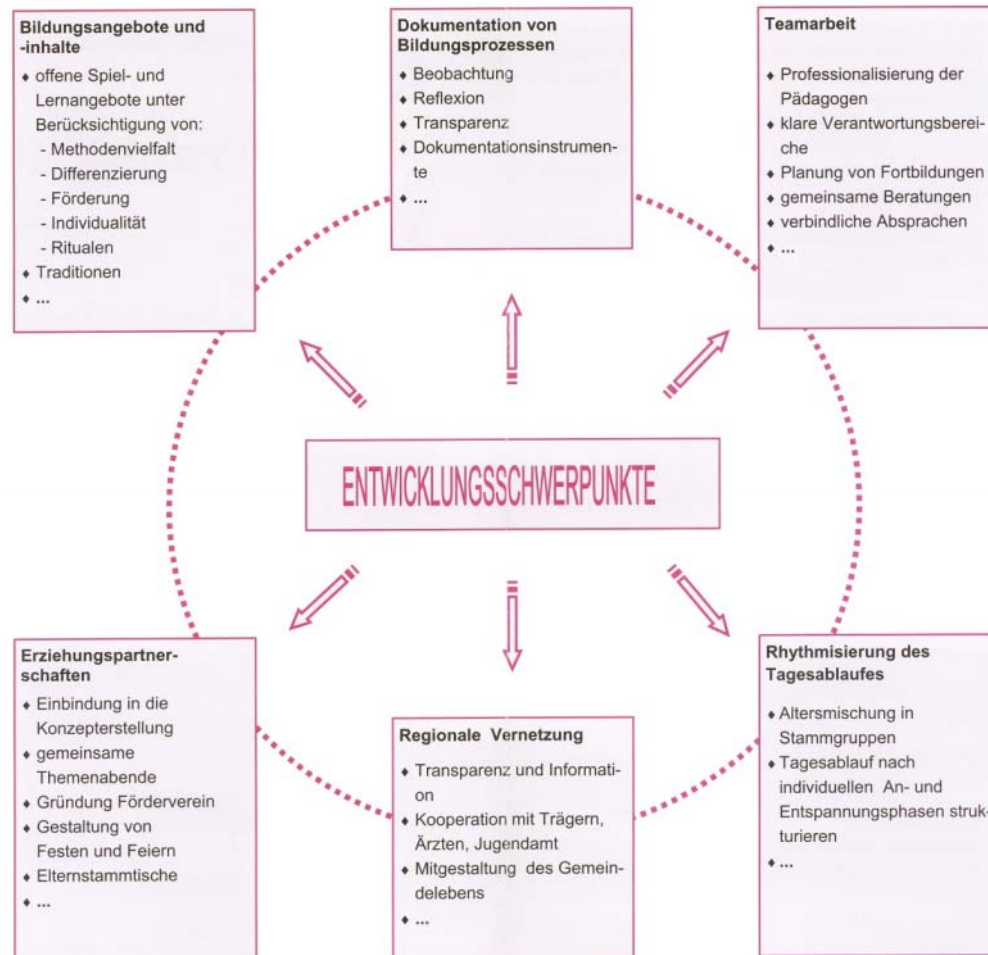 Bildungsangebote und
-inhalte
♦ offene Spiel- und
Lernangebote unter
Berücksichtigung von:
- Methodenvielfalt
- Differenzierung
- Förderung
- Individualität
- Ritualen
♦ Traditionen
♦ ...
Dokumentation von
Bildungsprozessen
♦ Beobachtung
♦ Reflexion
♦ Transparenz
♦ Dokumentationsinstrumen-
te
♦ ...
Teamarbeit
♦ Professionalisierung der
Pädagogen
♦ klare Verantwortungsberei-
che
♦ Planung von Fortbildungen
♦ gemeinsame Beratungen
♦ verbindliche Absprachen
♦ ...
ENTWICKLUNGSSCHWERPUNKTE
Erziehungspartner-
schaften
♦ Einbindung in die
Konzepterstellung
♦ gemeinsame
Themenabende
♦ Gründung Förderverein
♦ Gestaltung von
Festen und Feiern
♦ Elternstammtische
♦ ...
Regionale Vernetzung
♦ Transparenz und Informati-
on
♦ Kooperation mit Trägern,
Ärzten, Jugendamt
♦ Mitgestaltung des Gemein-
delebens
♦ ...
Rhythmisierung des
Tagesablaufes
♦ Altersmischung in
Stammgruppen
♦ Tagesablauf nach
individuellen An- und
Entspannungsphasen struk-
turieren
♦ ...